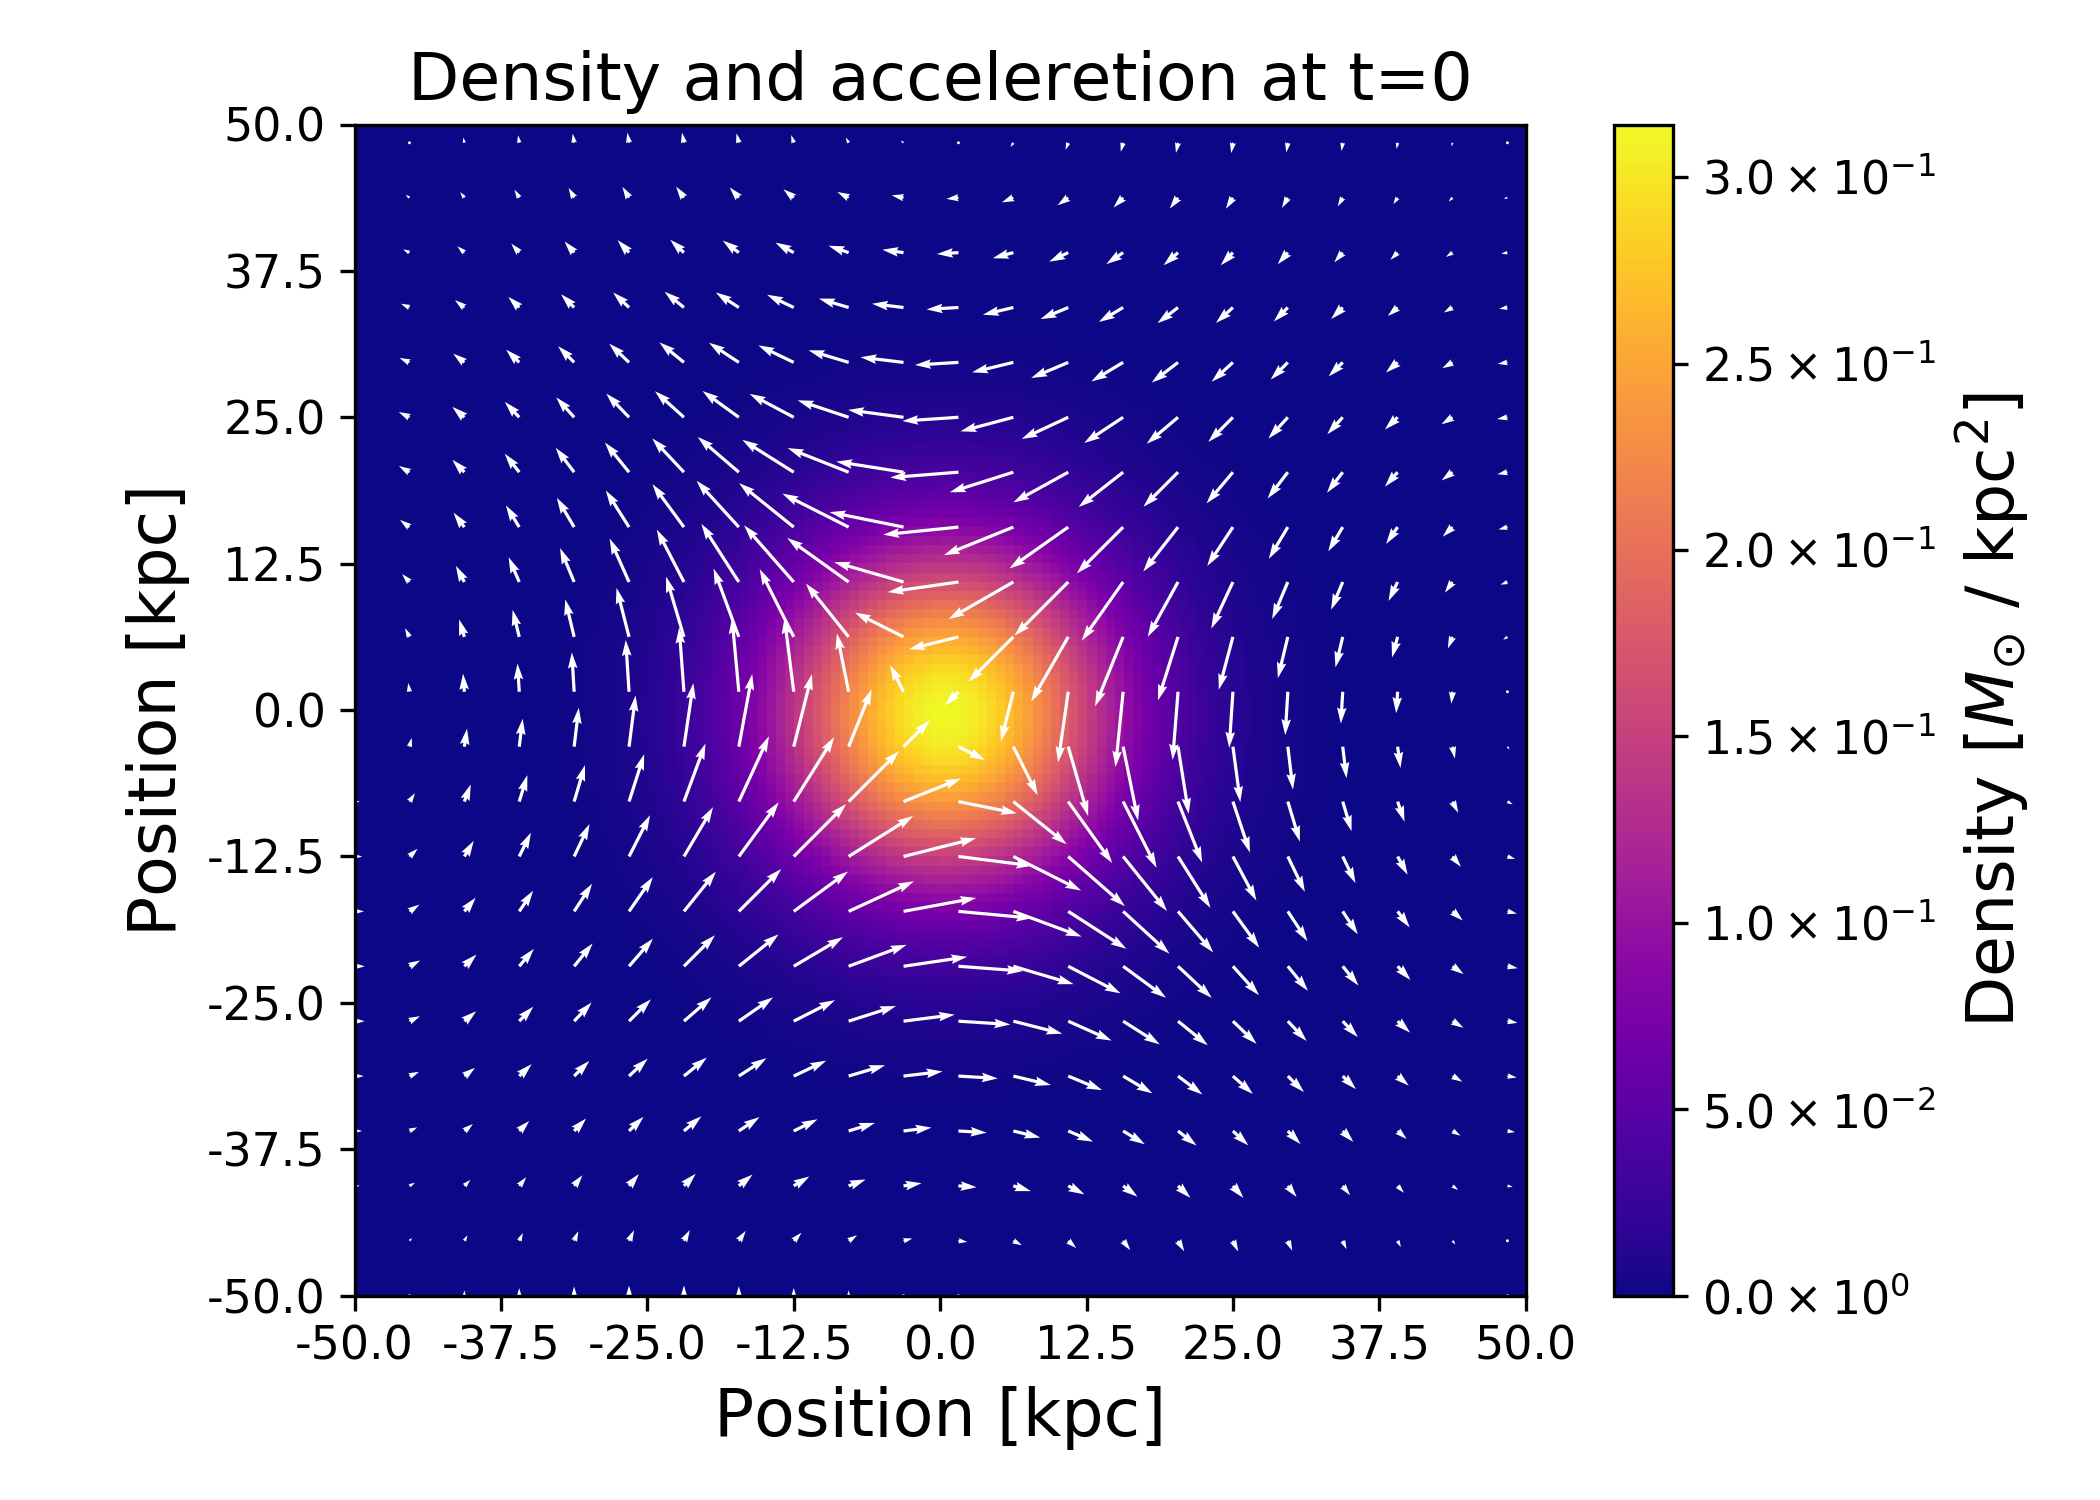 Density and acceleretion at t=0
50.0
37.5
25.0
12.5
0.0
-12.5
-25.0
-37.5
-50.0
Position [kpc]
-50.0 -37.5 -25.0 -12.5 0.0 12.5 25.0 37.5 50.0
Position [kpc]
3.0 × 10⁻¹
2.5 × 10⁻¹
2.0 × 10⁻¹
1.5 × 10⁻¹
1.0 × 10⁻¹
5.0 × 10⁻²
0.0 × 10⁰
Density [M⊙ / kpc²]